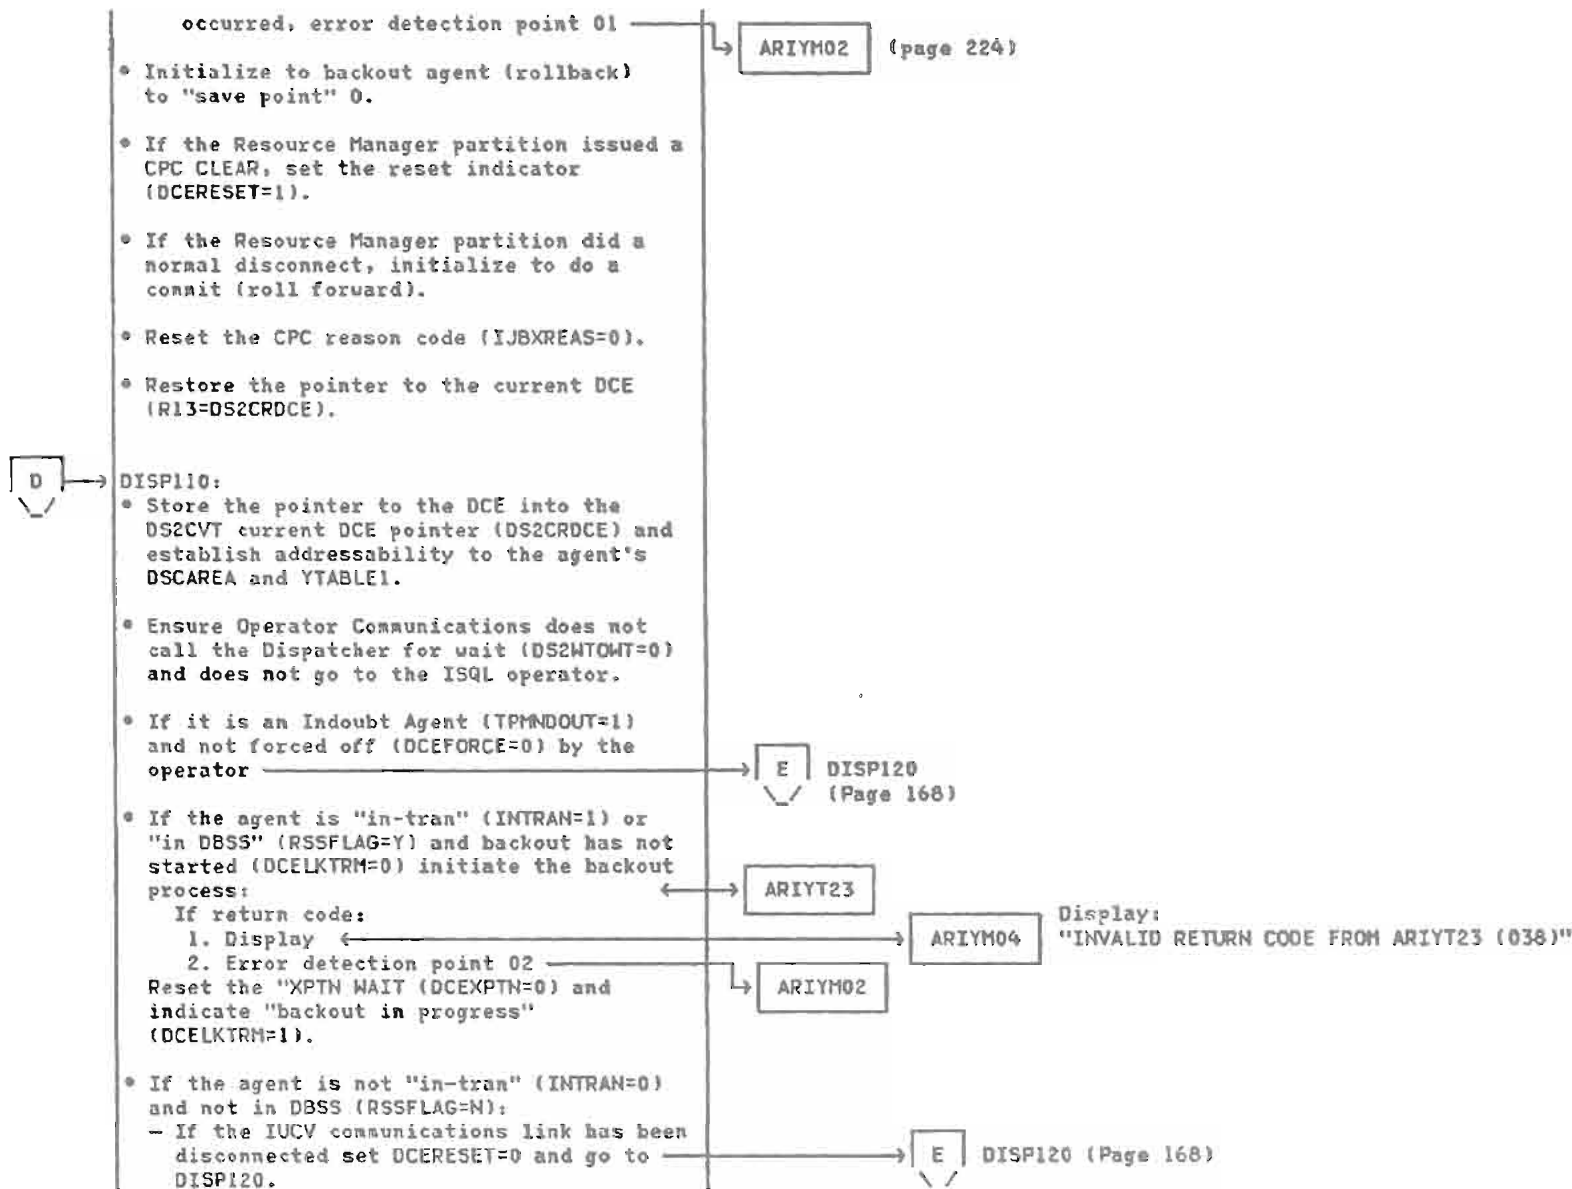 occurred, error detection point 01
ARIYM02 (page 224)
• Initialize to backout agent (rollback)
to "save point" 0.
• If the Resource Manager partition issued a
CPC CLEAR, set the reset indicator
(DCERESET=1).
• If the Resource Manager partition did a
normal disconnect, initialize to do a
commit (roll forward).
• Reset the CPC reason code (IJBXREAS=0).
• Restore the pointer to the current DCE
(R13=DS2CRDCE).
D
DISP110:
• Store the pointer to the DCE into the
DS2CVT current DCE pointer (DS2CRDCE) and
establish addressability to the agent's
DSCAREA and YTABLE1.
• Ensure Operator Communications does not
call the Dispatcher for wait (DS2WTOWT=0)
and does not go to the ISQL operator.
• If it is an Indoubt Agent (TPMNDOUT=1)
and not forced off (DCEFORCE=0) by the
operator
E DISP120
(Page 168)
• If the agent is "in-tran" (INTRAN=1) or
"in DBSS" (RSSFLAG=Y) and backout has not
started (DCELKTRM=0) initiate the backout
process:
ARIYT23
If return code:
1. Display
ARIYM04
Display:
"INVALID RETURN CODE FROM ARIYT23 (038)"
2. Error detection point 02
ARIYM02
Reset the "XPTN WAIT (DCEXPTN=0) and
indicate "backout in progress"
(DCELKTRM=1).
• If the agent is not "in-tran" (INTRAN=0)
and not in DBSS (RSSFLAG=N):
— If the IUCV communications link has been
disconnected set DCERESET=0 and go to
E DISP120 (Page 168)
DISP120.